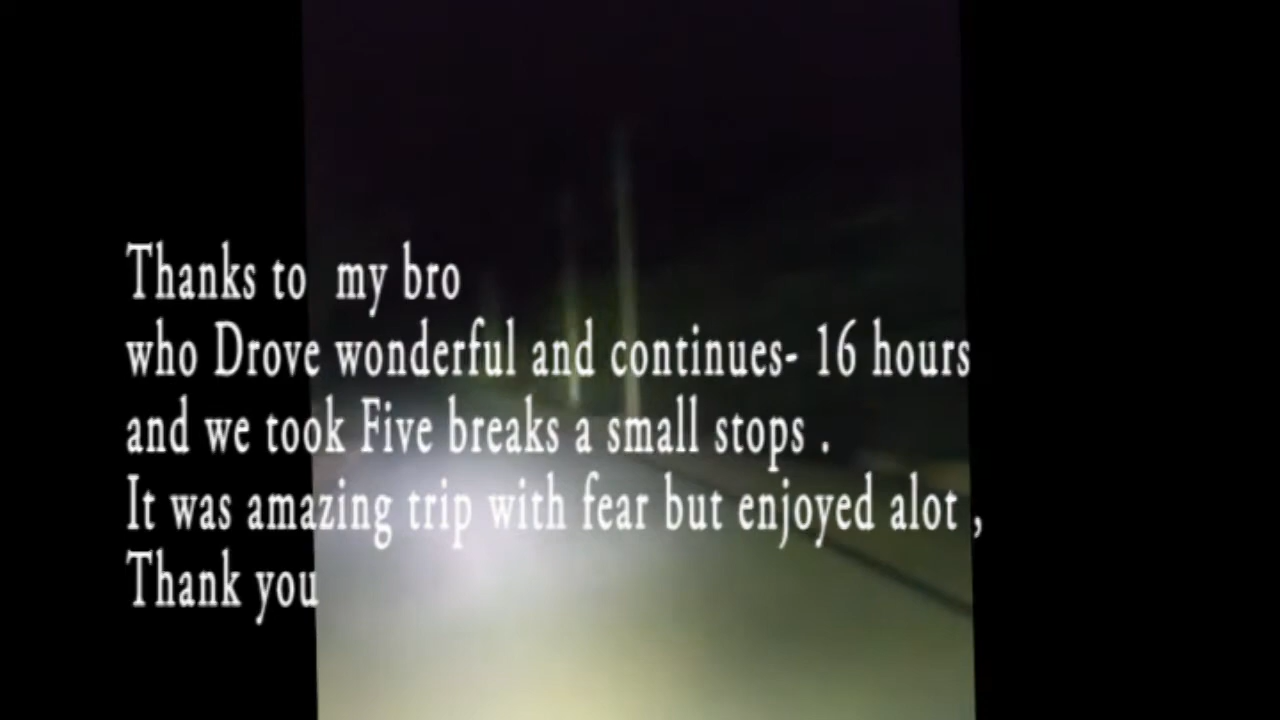 Thanks to  my bro
who Drove wonderful and continues- 16 hours
and we took Five breaks a small stops .
It was amazing trip with fear but enjoyed alot ,
Thank you